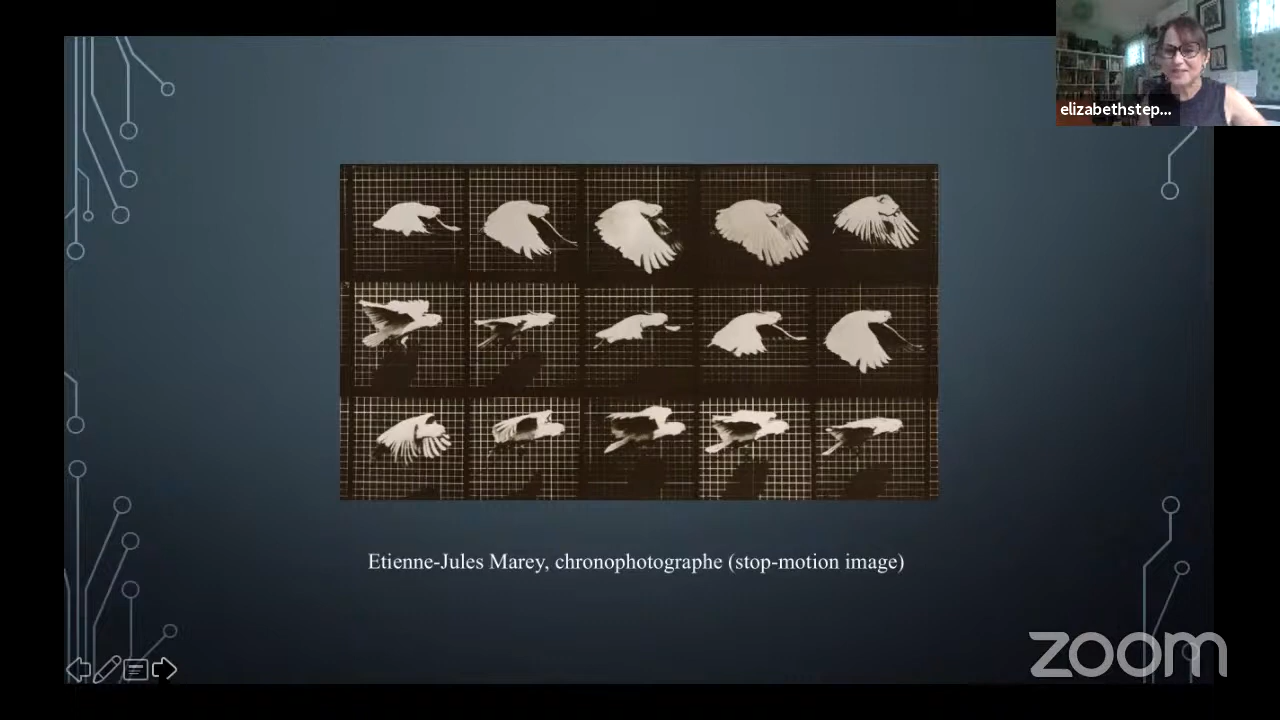 elizabethstep...
Etienne-Jules Marey, chronophotographe (stop-motion image)
zoom